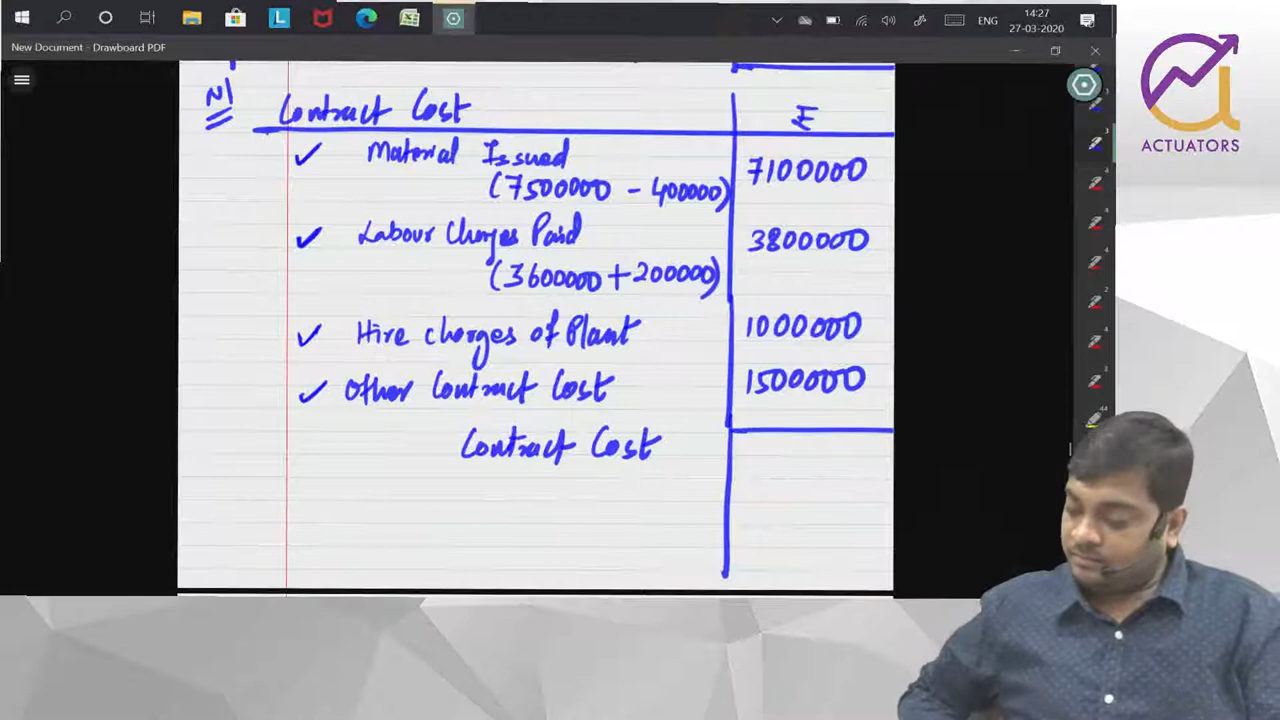 14:27
ENG
27-03-2020
New Document - Drawboard PDF
ACTUATORS
N1
Contract Cost ₹
Material Issued 7100000
(7500000 - 400000)
Labour Charges Paid 3800000
(3600000 + 200000)
Hire charges of Plant 1000000
Other Contract Cost 1500000
Contract Cost